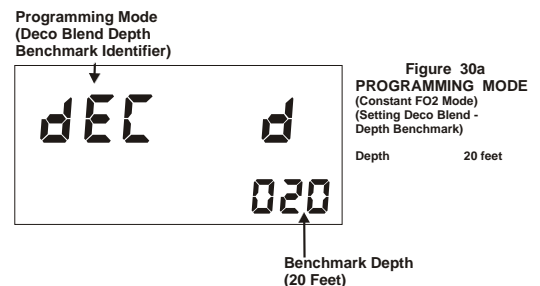 Programming Mode
(Deco Blend Depth
Benchmark Identifier)
dEC d
020
Benchmark Depth
(20 Feet)
Figure 30a
PROGRAMMING MODE
(Constant FO2 Mode)
(Setting Deco Blend -
Depth Benchmark)
Depth 20 feet